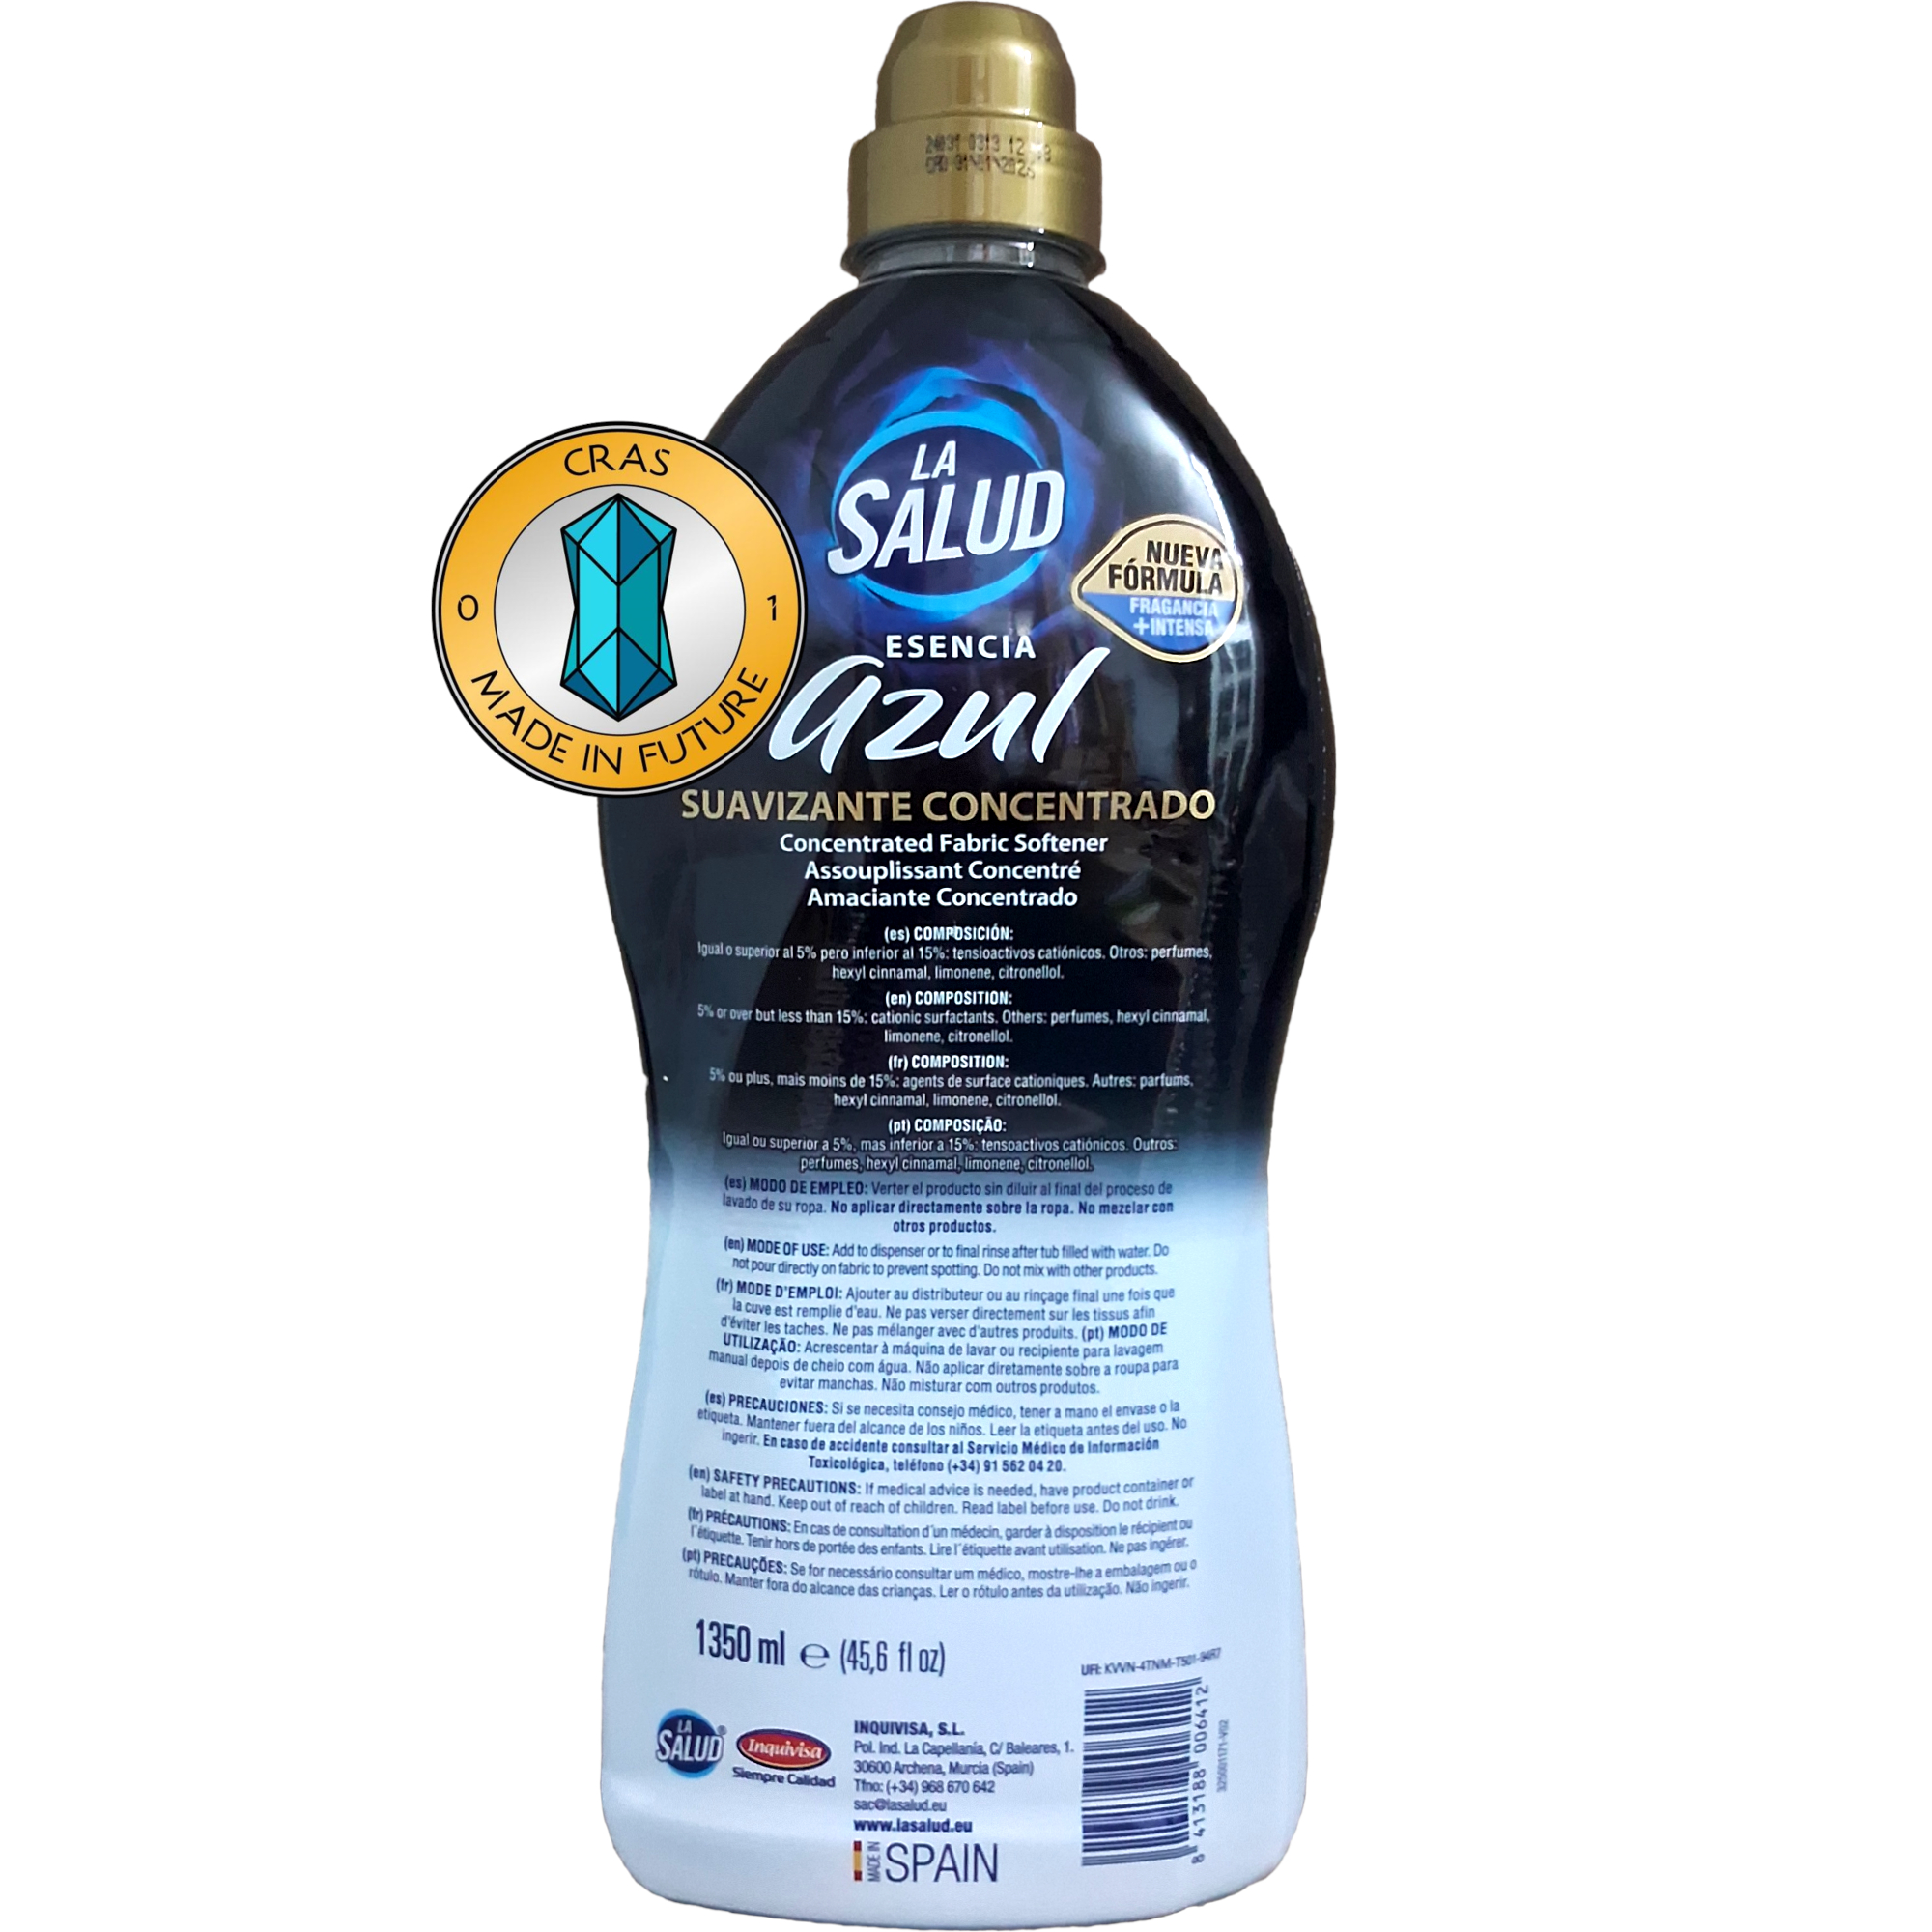 24031 0313 12
LA
SALUD
NUEVA
FÓRMULA
FRAGANCIA
+INTENSA
CRAS
0 1
MADE IN FUTURE
ESENCIA
azul
SUAVIZANTE CONCENTRADO
Concentrated Fabric Softener
Assouplissant Concentré
Amaciante Concentrado
(es) COMPOSICIÓN:
Igual o superior al 5% pero inferior al 15%: tensioactivos catiónicos. Otros: perfumes,
hexyl cinnamal, limonene, citronellol.
(en) COMPOSITION:
5% or over but less than 15%: cationic surfactants. Others: perfumes, hexyl cinnamal,
limonene, citronellol.
(fr) COMPOSITION:
5% ou plus, mais moins de 15%: agents de surface cationiques. Autres: parfums,
hexyl cinnamal, limonene, citronellol.
(pt) COMPOSIÇÃO:
Igual ou superior a 5%, mas inferior a 15%: tensoactivos catiónicos. Outros:
perfumes, hexyl cinnamal, limonene, citronellol.
(es) MODO DE EMPLEO: Verter el producto sin diluir al final del proceso de
lavado de su ropa. No aplicar directamente sobre la ropa. No mezclar con
otros productos.
(en) MODE OF USE: Add to dispenser or to final rinse after tub filled with water. Do
not pour directly on fabric to prevent spotting. Do not mix with other products.
(fr) MODE D'EMPLOI: Ajouter au distributeur ou au rinçage final une fois que
la cuve est remplie d'eau. Ne pas verser directement sur les tissus afin
d'éviter les taches. Ne pas mélanger avec d'autres produits. (pt) MODO DE
UTILIZAÇÃO: Acrescentar à máquina de lavar ou recipiente para lavagem
manual depois de cheio com água. Não aplicar diretamente sobre a roupa para
evitar manchas. Não misturar com outros produtos.
(es) PRECAUCIONES: Si se necesita consejo médico, tener a mano el envase o la
etiqueta. Mantener fuera del alcance de los niños. Leer la etiqueta antes del uso. No
ingerir. En caso de accidente consultar al Servicio Médico de Información
Toxicológica, teléfono (+34) 91 562 04 20.
(en) SAFETY PRECAUTIONS: If medical advice is needed, have product container or
label at hand. Keep out of reach of children. Read label before use. Do not drink.
(fr) PRÉCAUTIONS: En cas de consultation d´un médecin, garder à disposition le récipient ou
l´étiquette. Tenir hors de portée des enfants. Lire l´étiquette avant utilisation. Ne pas ingérer.
(pt) PRECAUÇÕES: Se for necessário consultar um médico, mostre-lhe a embalagem ou o
rótulo. Manter fora do alcance das crianças. Ler o rótulo antes da utilização. Não ingerir.
1350 ml ℮ (45,6 fl oz)
UFI: KVVN-4TNM-T501-94R7
LA
SALUD®
Inquivisa
Siempre Calidad
INQUIVISA, S.L.
Pol. Ind. La Capellanía, C/ Baleares, 1.
30600 Archena, Murcia (Spain)
Tfno: (+34) 968 670 642
sac@lasalud.eu
www.lasalud.eu
MADE IN
SPAIN
8 413188 006412
325001171-V02